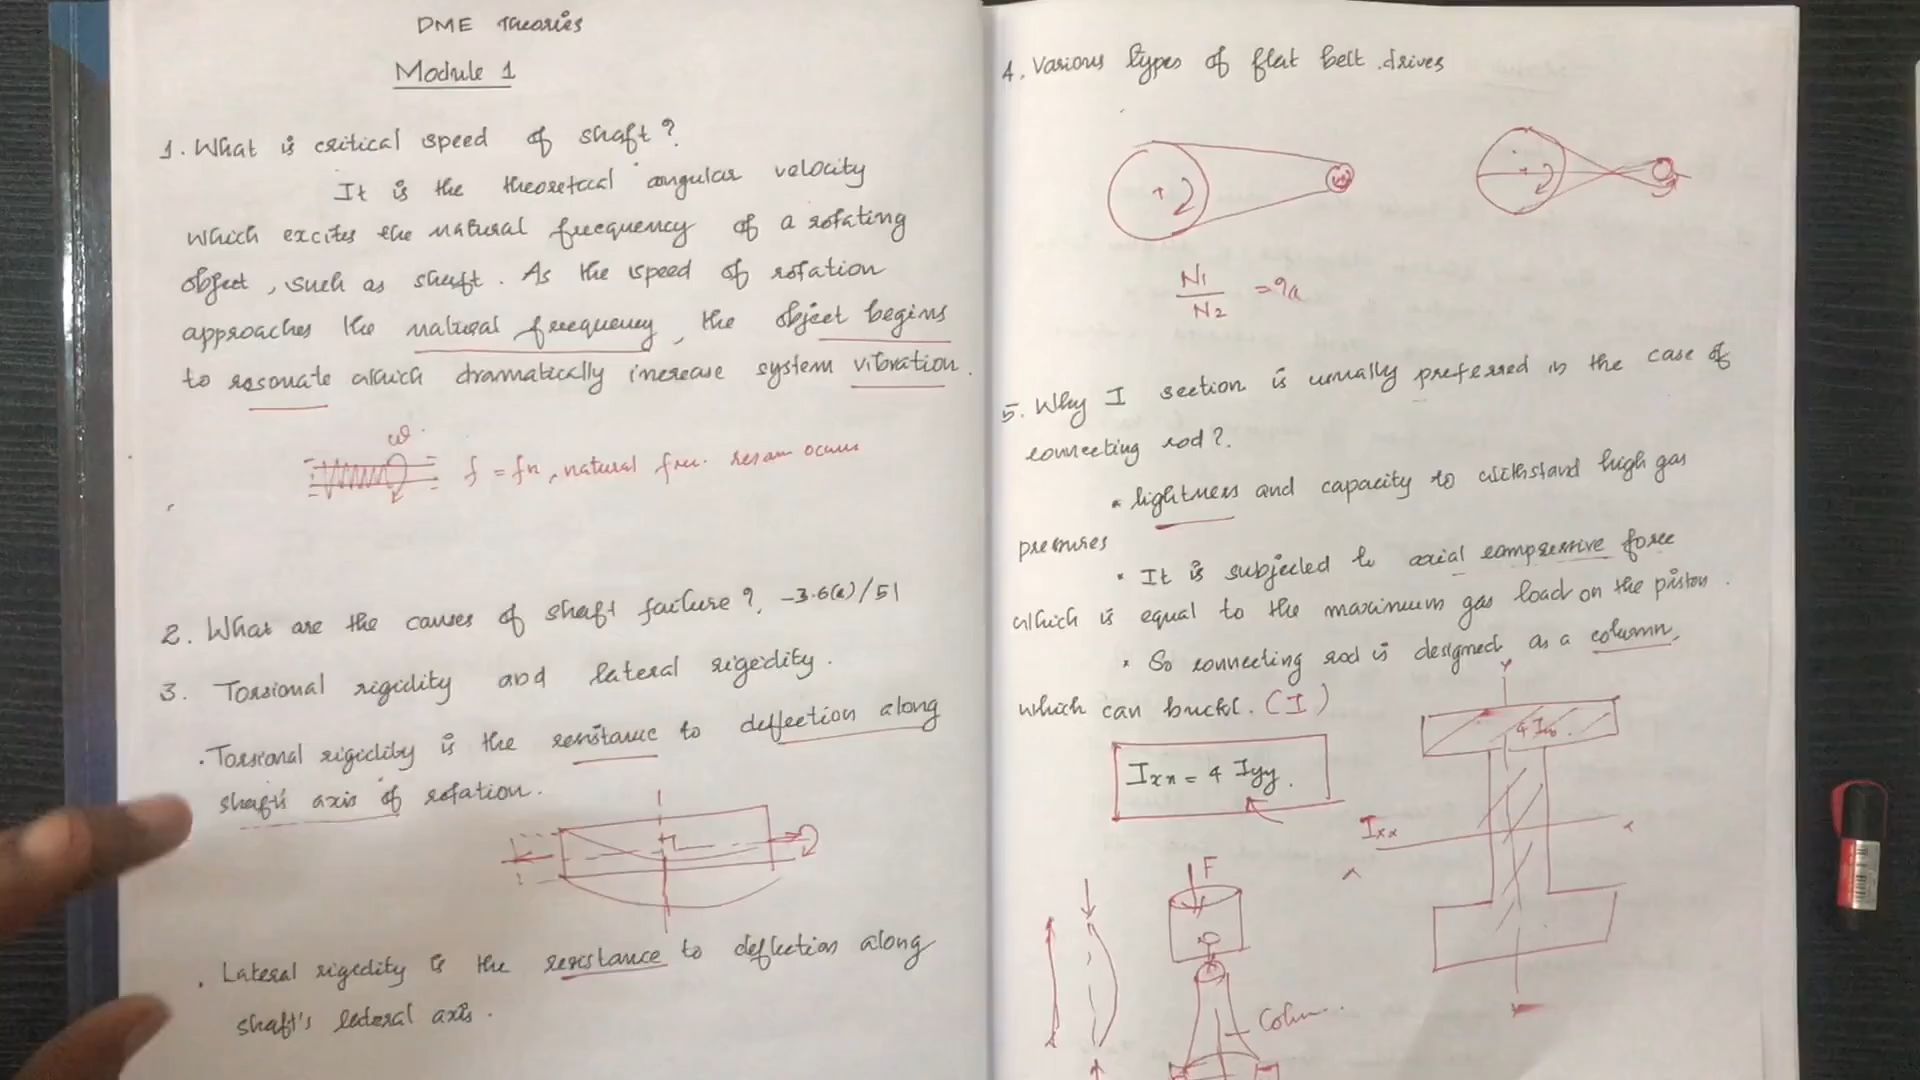 DME Theories
Module 1
1. What is critical speed of shaft?
It is the theoretical angular velocity
which excites the natural frequency of a rotating
object, such as shaft. As the speed of rotation
approaches the natural frequency, the object begins
to resonate which dramatically increase system vibration.
ω
f = fn, natural fre. occurs
2. What are the causes of shaft failure? -3.6(a)/51
3. Torsional rigidity and lateral rigidity.
. Torsional rigidity is the resistance to deflection along
shaft's axis of rotation.
. Lateral rigedity is the resistance to deflection along
shaft's lateral axis.
4. Various types of flat belt drives
N1
N2
5. Why I section is usually preferred in the case of
connecting rod?
• lightness and capacity to withstand high gas
pressures
• It is subjected to axial compressive force
which is equal to the maximum gas load on the piston.
• So connecting rod is designed as a column,
which can buckl. (I)
Y
Ixx = 4 Iyy.
Ixx
x
F